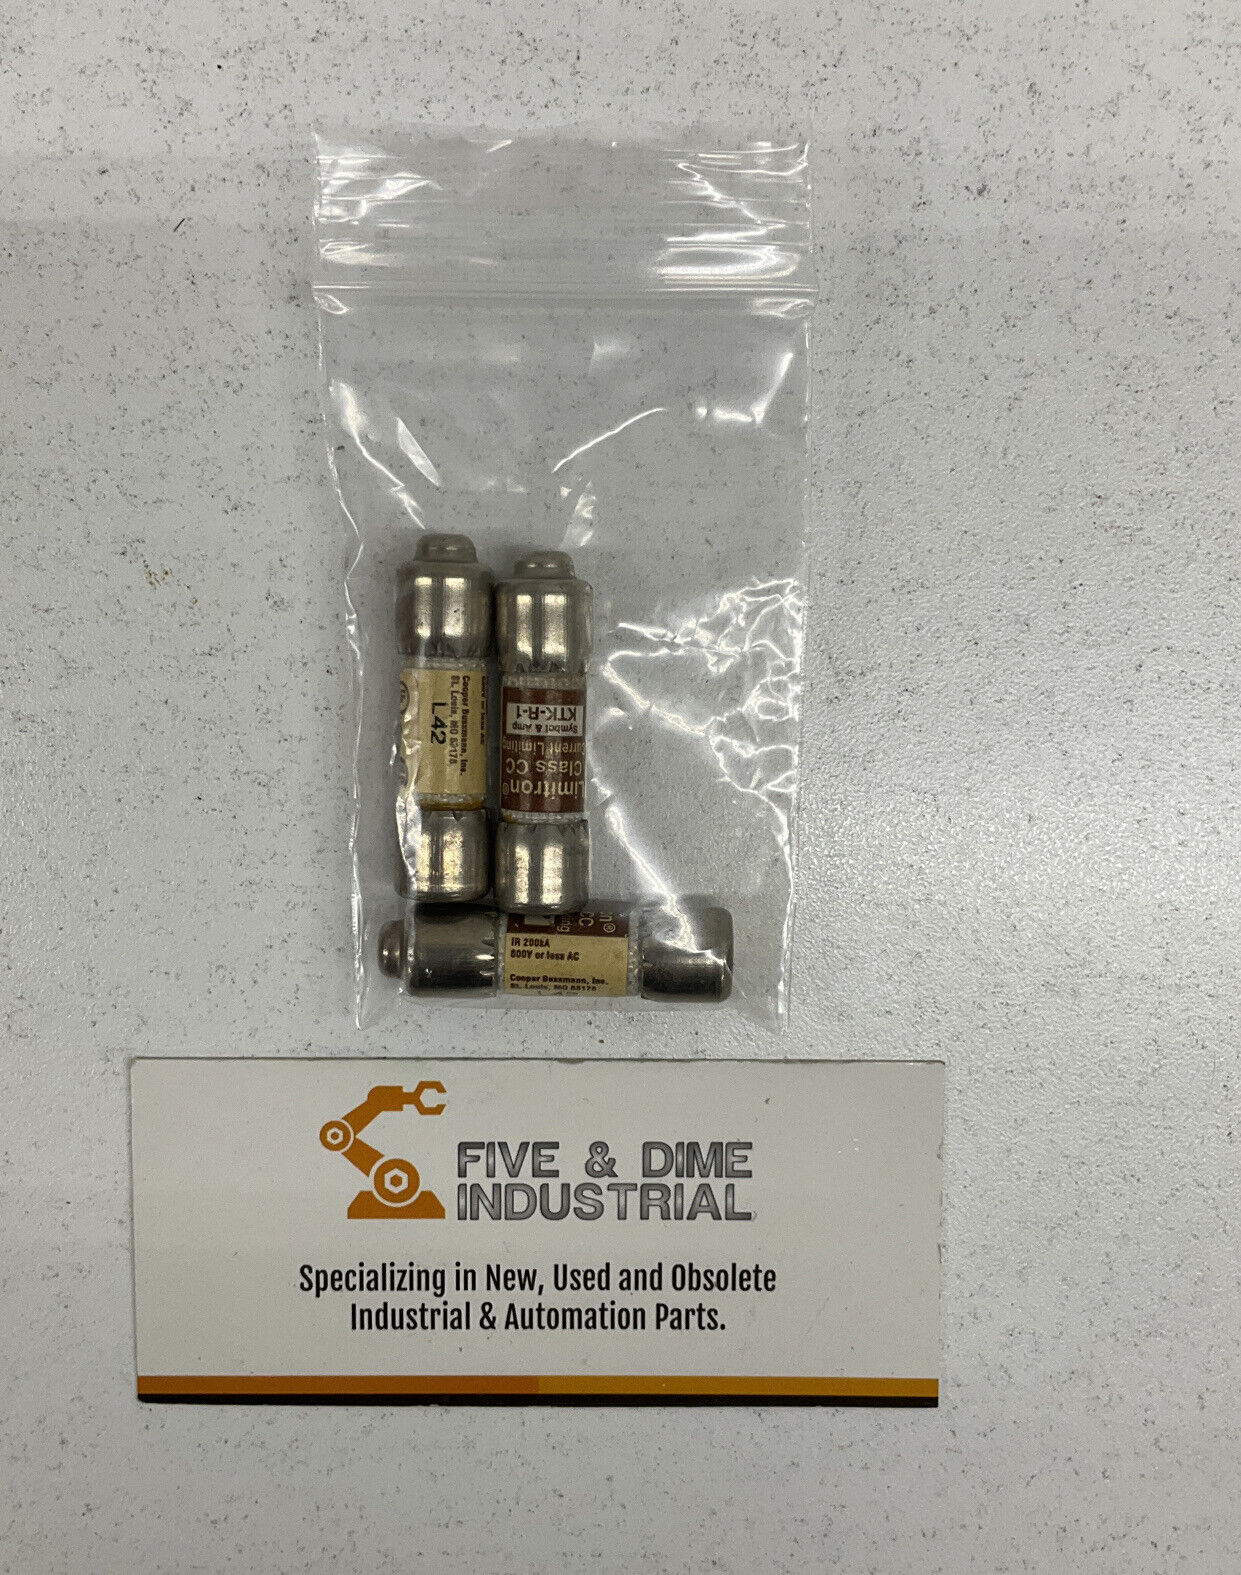 Cooper Bussmann, Inc.
St. Louis, MO 63178
L42
Limitron®
Class CC
Current Limiting
Symbol & Amp
KTK-R-1
IR 200kA
600V or less AC
Cooper Bussmann, Inc.
St. Louis, MO 63178
FIVE & DIME
INDUSTRIAL
Specializing in New, Used and Obsolete
Industrial & Automation Parts.